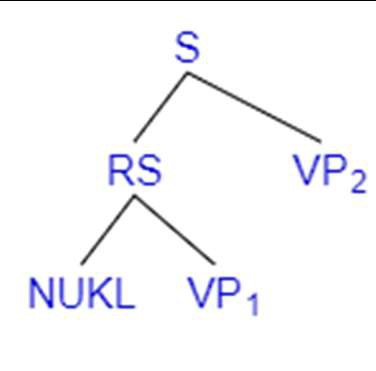 S
RS VP₂
NUKL VP₁